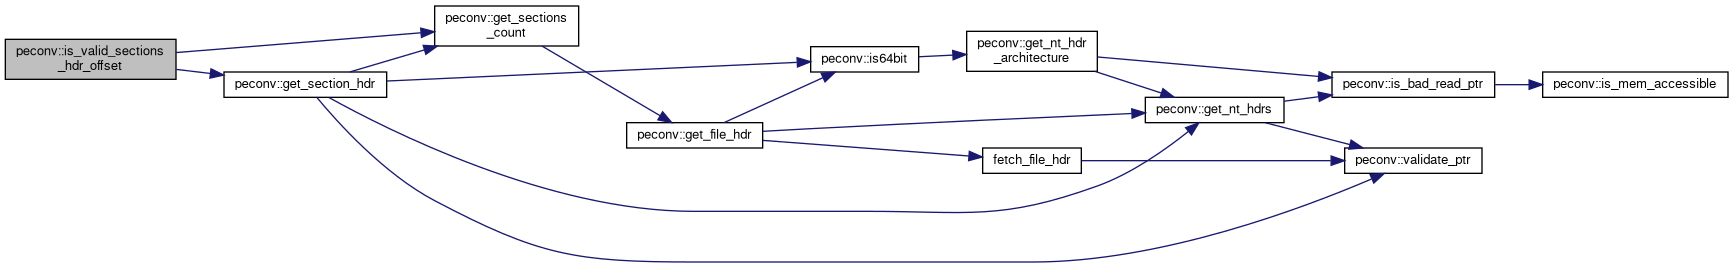 peconv::is_valid_sections
_hdr_offset
peconv::get_sections
_count
peconv::get_section_hdr
peconv::get_file_hdr
peconv::is64bit
peconv::get_nt_hdr
_architecture
fetch_file_hdr
peconv::get_nt_hdrs
peconv::is_bad_read_ptr
peconv::validate_ptr
peconv::is_mem_accessible